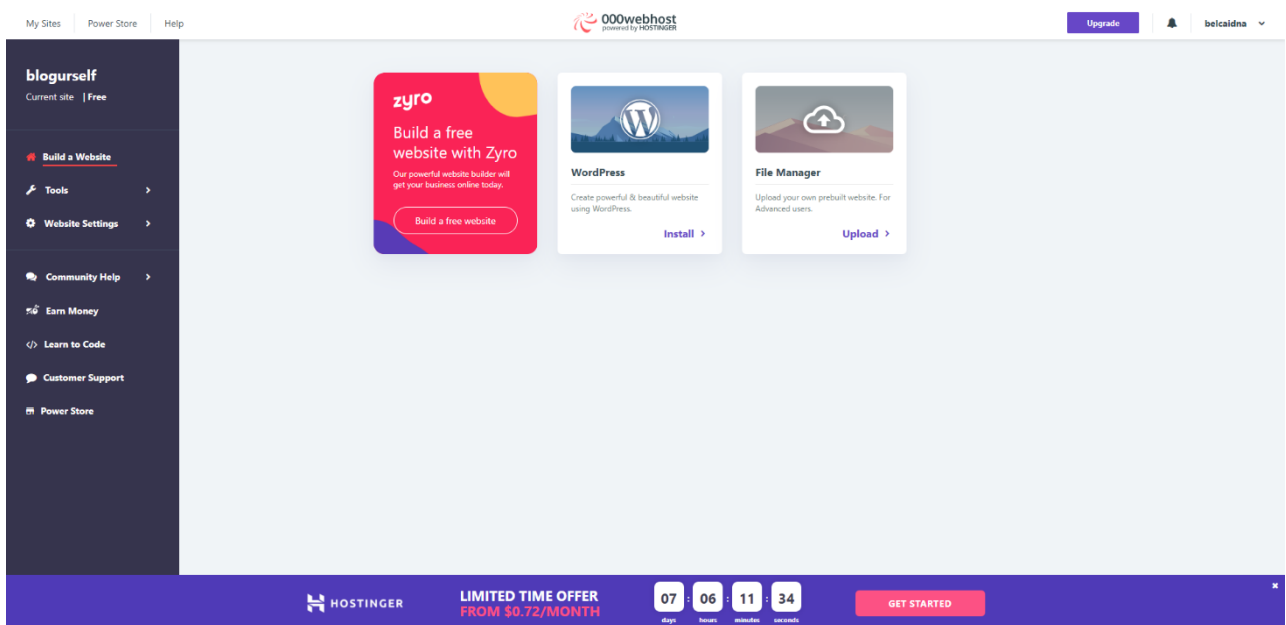 My Sites
Power Store
Help
000webhost
powered by HOSTINGER
Upgrade
belcaidna
blogurself
Current site | Free
Build a Website
Tools
Website Settings
Community Help
Earn Money
Learn to Code
Customer Support
Power Store
zyro
Build a free
website with Zyro
Our powerful website builder will
get your business online today.
Build a free website
WordPress
Create powerful & beautiful website
using WordPress.
Install
File Manager
Upload your own prebuilt website. For
Advanced users.
Upload
HOSTINGER
LIMITED TIME OFFER
FROM $0.72/MONTH
07 : 06 : 11 : 34
days hours minutes seconds
GET STARTED